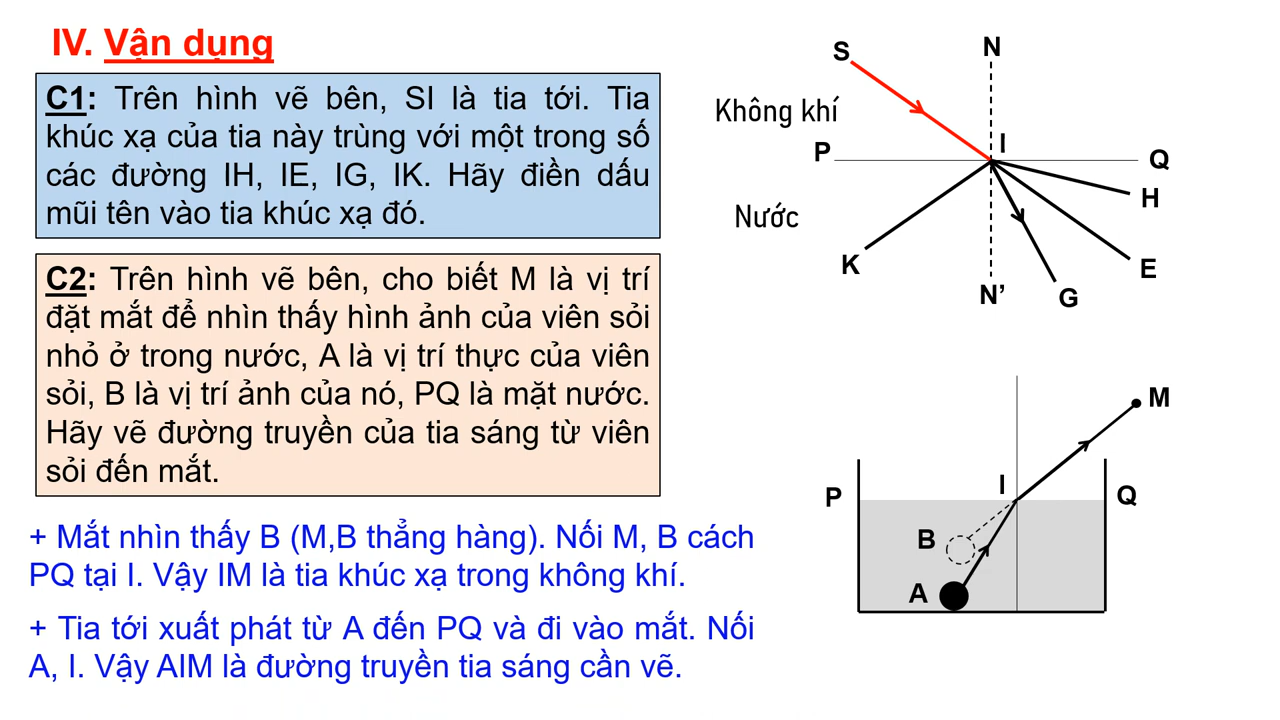 IV. Vận dụng
C1: Trên hình vẽ bên, SI là tia tới. Tia
khúc xạ của tia này trùng với một trong số
các đường IH, IE, IG, IK. Hãy điền dấu
mũi tên vào tia khúc xạ đó.
C2: Trên hình vẽ bên, cho biết M là vị trí
đặt mắt để nhìn thấy hình ảnh của viên sỏi
nhỏ ở trong nước, A là vị trí thực của viên
sỏi, B là vị trí ảnh của nó, PQ là mặt nước.
Hãy vẽ đường truyền của tia sáng từ viên
sỏi đến mắt.
+ Mắt nhìn thấy B (M,B thẳng hàng). Nối M, B cách
PQ tại I. Vậy IM là tia khúc xạ trong không khí.
+ Tia tới xuất phát từ A đến PQ và đi vào mắt. Nối
A, I. Vậy AIM là đường truyền tia sáng cần vẽ.
S
N
Không khí
I
P
Q
H
Nước
K
E
N’
G
M
I
P
Q
B
A